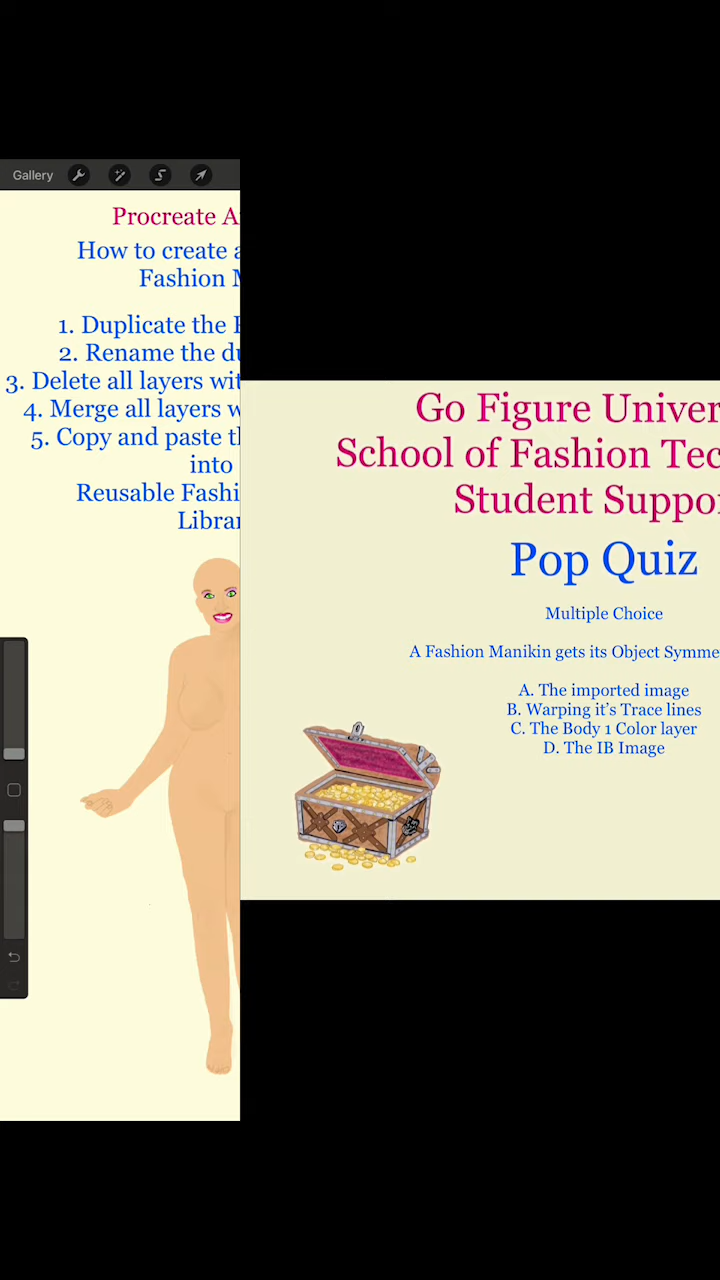 Gallery
Procreate A
How to create a
Fashion
1. Duplicate the
2. Rename the du
3. Delete all layers wit
4. Merge all layers w
5. Copy and paste th
into
Reusable Fashi
Librar
Go Figure Univer
School of Fashion Tec
Student Suppo
Pop Quiz
Multiple Choice
A Fashion Manikin gets its Object Symme
A. The imported image
B. Warping it's Trace lines
C. The Body 1 Color layer
D. The IB Image